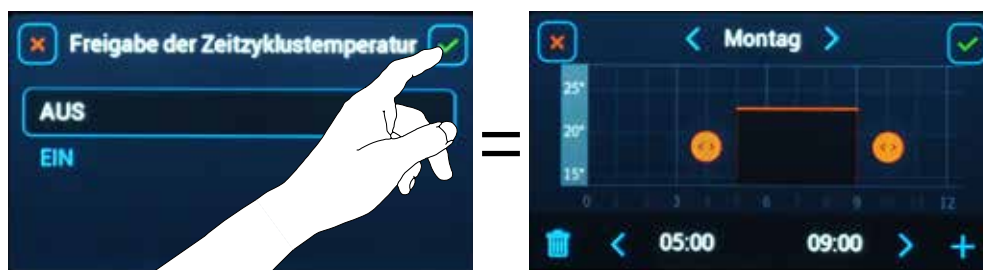 Freigabe der Zeitzyklustemperatur
AUS
EIN
=
Montag
25°
20°
15°
0 3 6 9 12
05:00 09:00